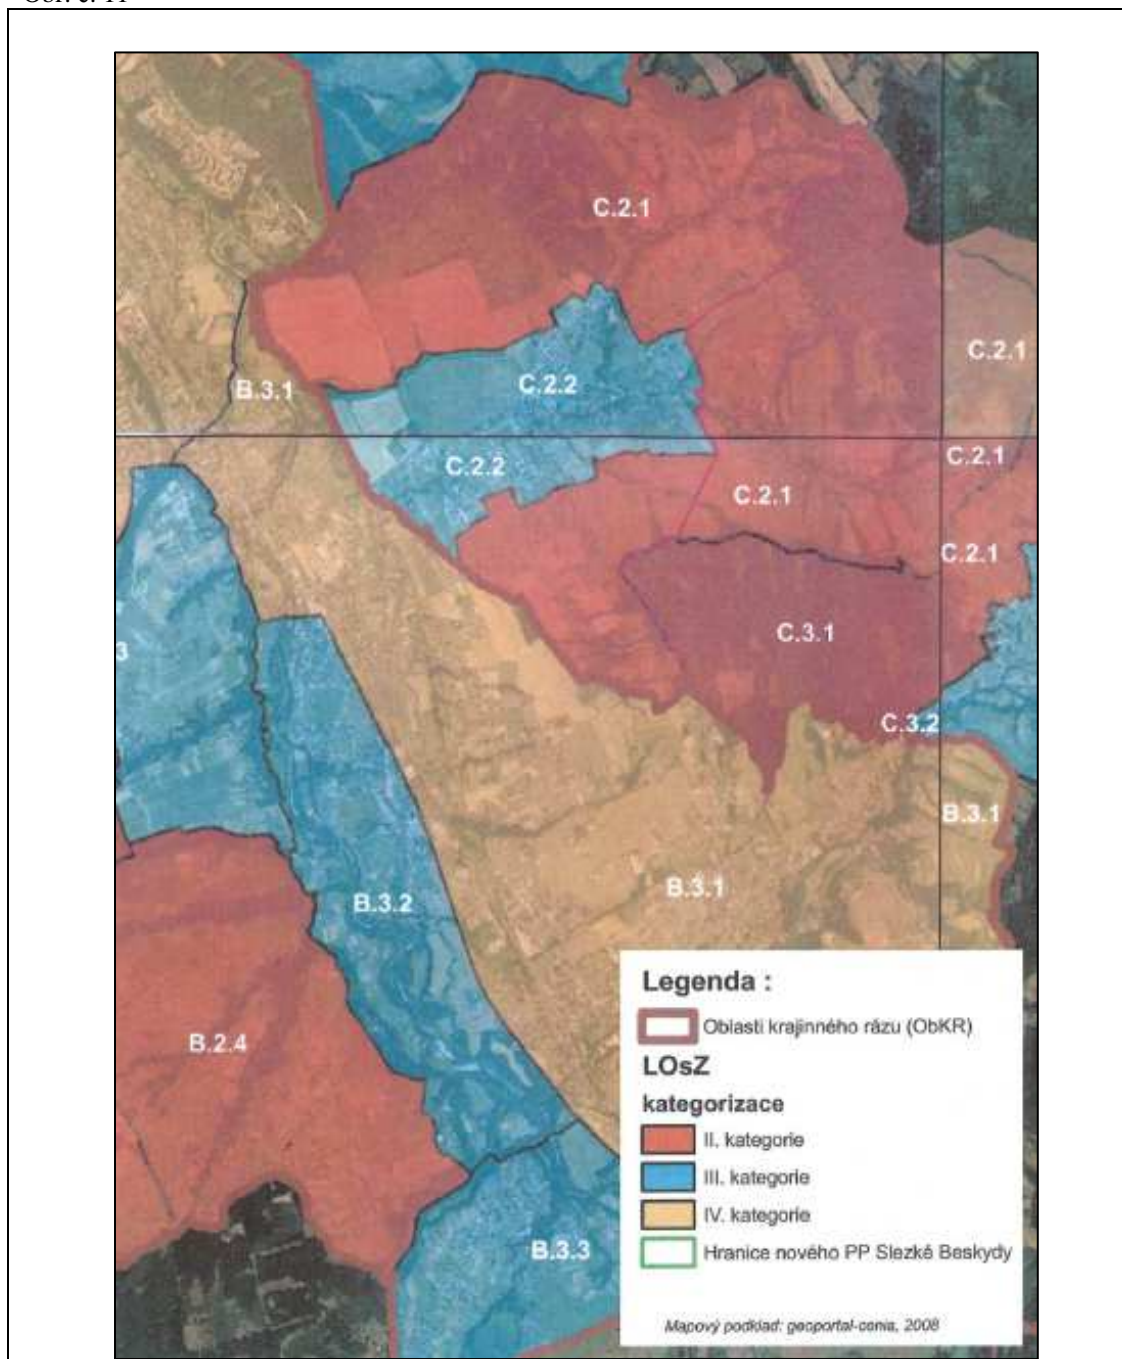 C.2.1
C.2.1
B.3.1
C.2.2
C.2.2
C.2.1
C.2.1
C.2.1
C.3.1
3
C.3.2
B.3.1
B.3.1
B.3.2
B.2.4
B.3.3
Legenda :
Oblasti krajinného rázu (ObKR)
LOsZ
kategorizace
II. kategorie
III. kategorie
IV. kategorie
Hranice nového PP Slezké Beskydy
Mapový podklad: geoportal-cenia, 2008